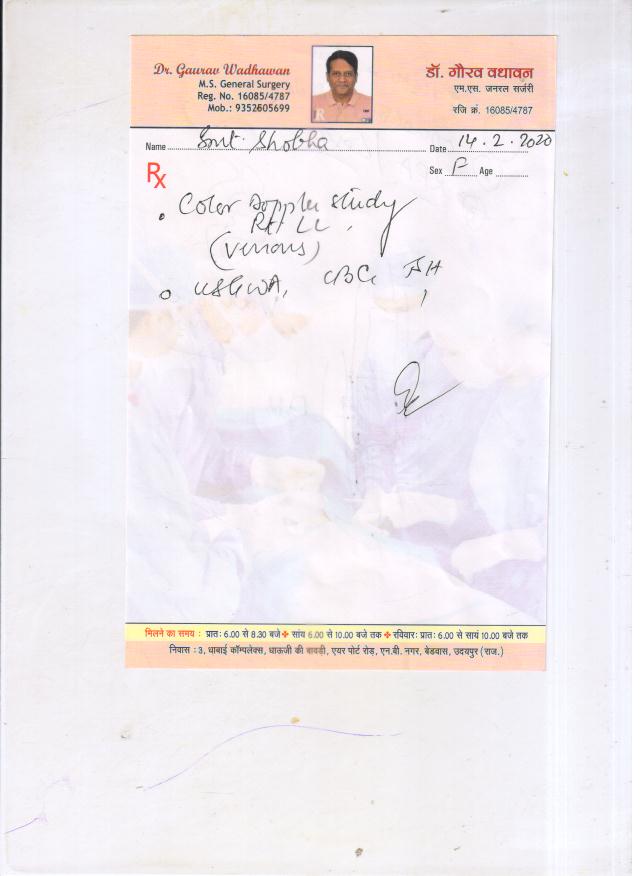 Dr. Gaurav Wadhawan
M.S. General Surgery
Reg. No. 16085/4787
Mob.: 9352605699
R
डॉ. गौरव वधावन
एम.एस. जनरल सर्जरी
रजि क्रं. 16085/4787
Name Smt. Shobha Date 14.2.2020
Sex F Age
Rx
Color Doppler study
Rt LL
(Venous)
USG WA, CBC
मिलने का समय : प्रातः 6.00 से 8.30 बजे ❖ सांय 6.00 से 10.00 बजे तक ❖ रविवारः प्रातः 6.00 से सायं 10.00 बजे तक
निवास : 3, धाबाई कॉम्पलेक्स, धाऊजी की बावडी, एयर पोर्ट रोड़, एन.बी. नगर, बेडवास, उदयपुर (राज.)